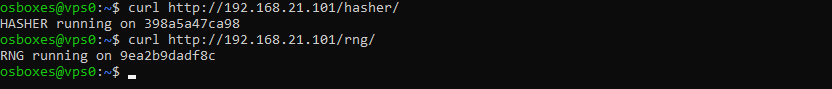 osboxes@vps0:~$ curl http://192.168.21.101/hasher/
HASHER running on 398a5a47ca98
osboxes@vps0:~$ curl http://192.168.21.101/rng/
RNG running on 9ea2b9dadf8c
osboxes@vps0:~$